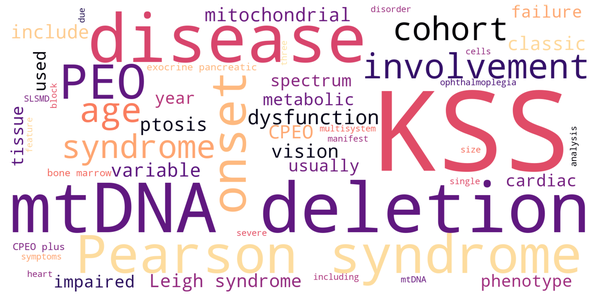 due
mitochondrial
disorder
failure
include
disease
cohort
classic
used
PEO
exocrine pancreatic
three
involvement
cells
ophthalmoplegia
SLSMD
block
age
onset
year
spectrum
metabolic
KSS
tissue
feature
ptosis
CPEO
dysfunction
multisystem
manifest
analysis
syndrome
vision
size
bone marrow
variable
usually
single
cardiac
mtDNA deletion
severe
CPEO plus
symptoms
Pearson syndrome
heart
impaired
Leigh syndrome
including
mtDNA
phenotype